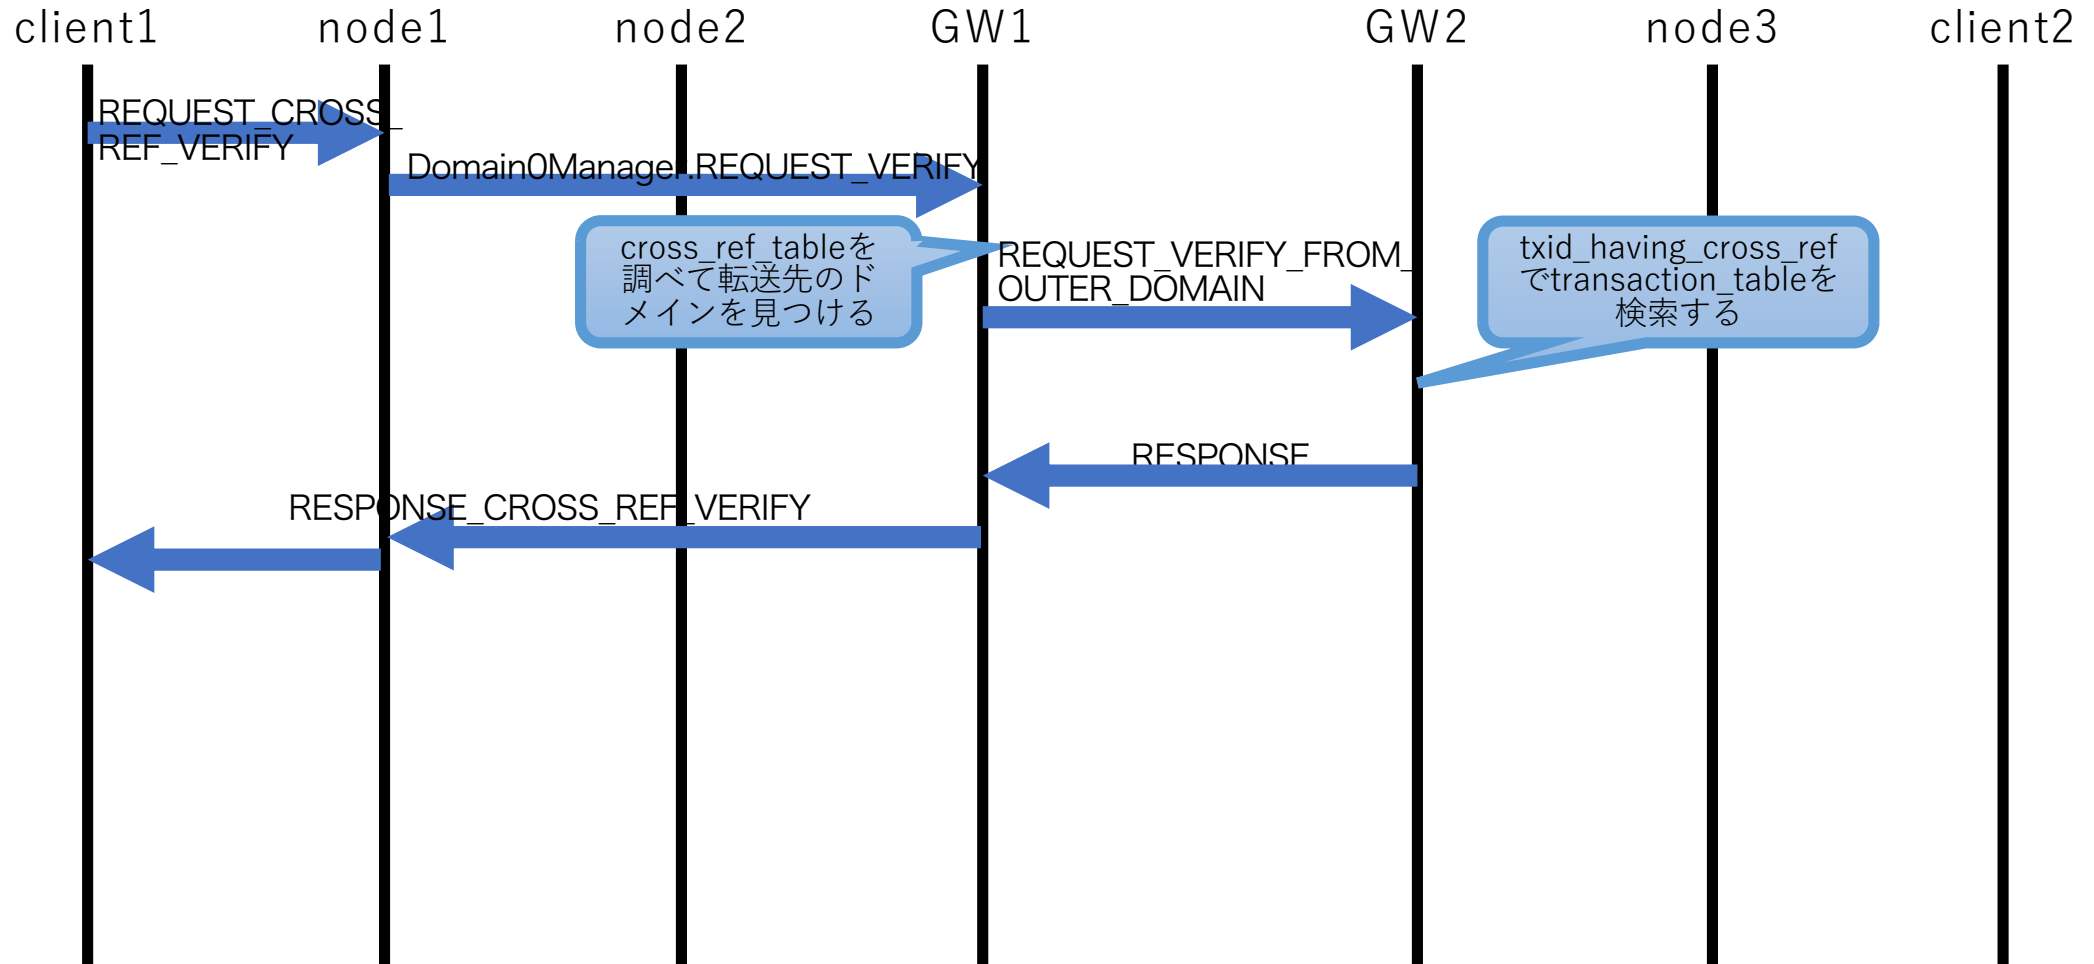 client1 node1 node2 GW1 GW2 node3 client2
REQUEST_CROSS_
REF_VERIFY
Domain0Manager.REQUEST_VERIFY
cross_ref_tableを
調べて転送先のド
メインを見つける
REQUEST_VERIFY_FROM_
OUTER_DOMAIN
txid_having_cross_ref
でtransaction_tableを
検索する
RESPONSE
RESPONSE_CROSS_REF_VERIFY